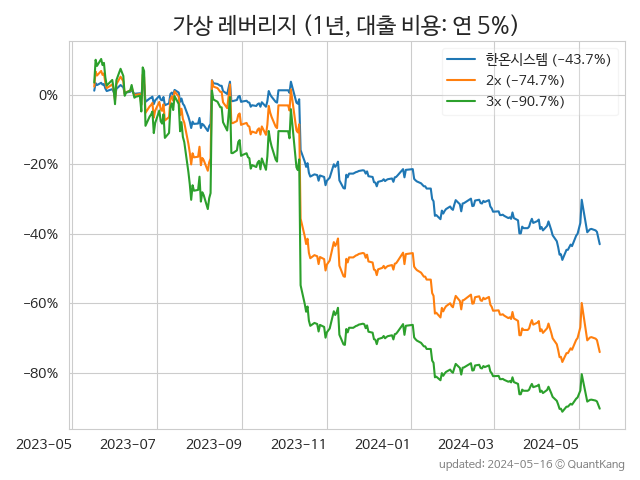 가상 레버리지 (1년, 대출 비용: 연 5%)
한온시스템 (−43.7%)
2x (−74.7%)
3x (−90.7%)
0%
−20%
−40%
−60%
−80%
2023−05 2023−07 2023−09 2023−11 2024−01 2024−03 2024−05
updated: 2024−05−16 © QuantKang